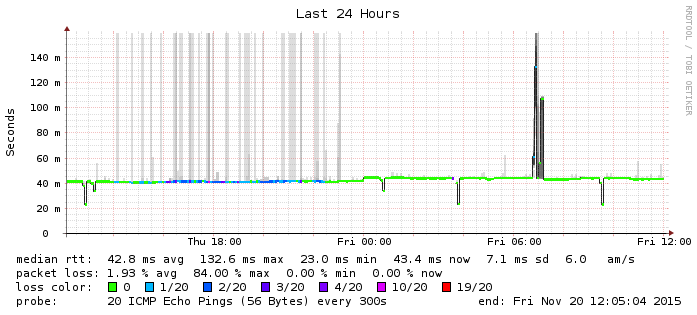 Last 24 Hours
RRDTOOL / TOBI OETIKER
Seconds
140 m
120 m
100 m
80 m
60 m
40 m
20 m
0
Thu 18:00 Fri 00:00 Fri 06:00 Fri 12:00
median rtt: 42.8 ms avg 132.6 ms max 23.0 ms min 43.4 ms now 7.1 ms sd 6.0 am/s
packet loss: 1.93 % avg 84.00 % max 0.00 % min 0.00 % now
loss color: 0 1/20 2/20 3/20 4/20 10/20 19/20
probe: 20 ICMP Echo Pings (56 Bytes) every 300s end: Fri Nov 20 12:05:04 2015